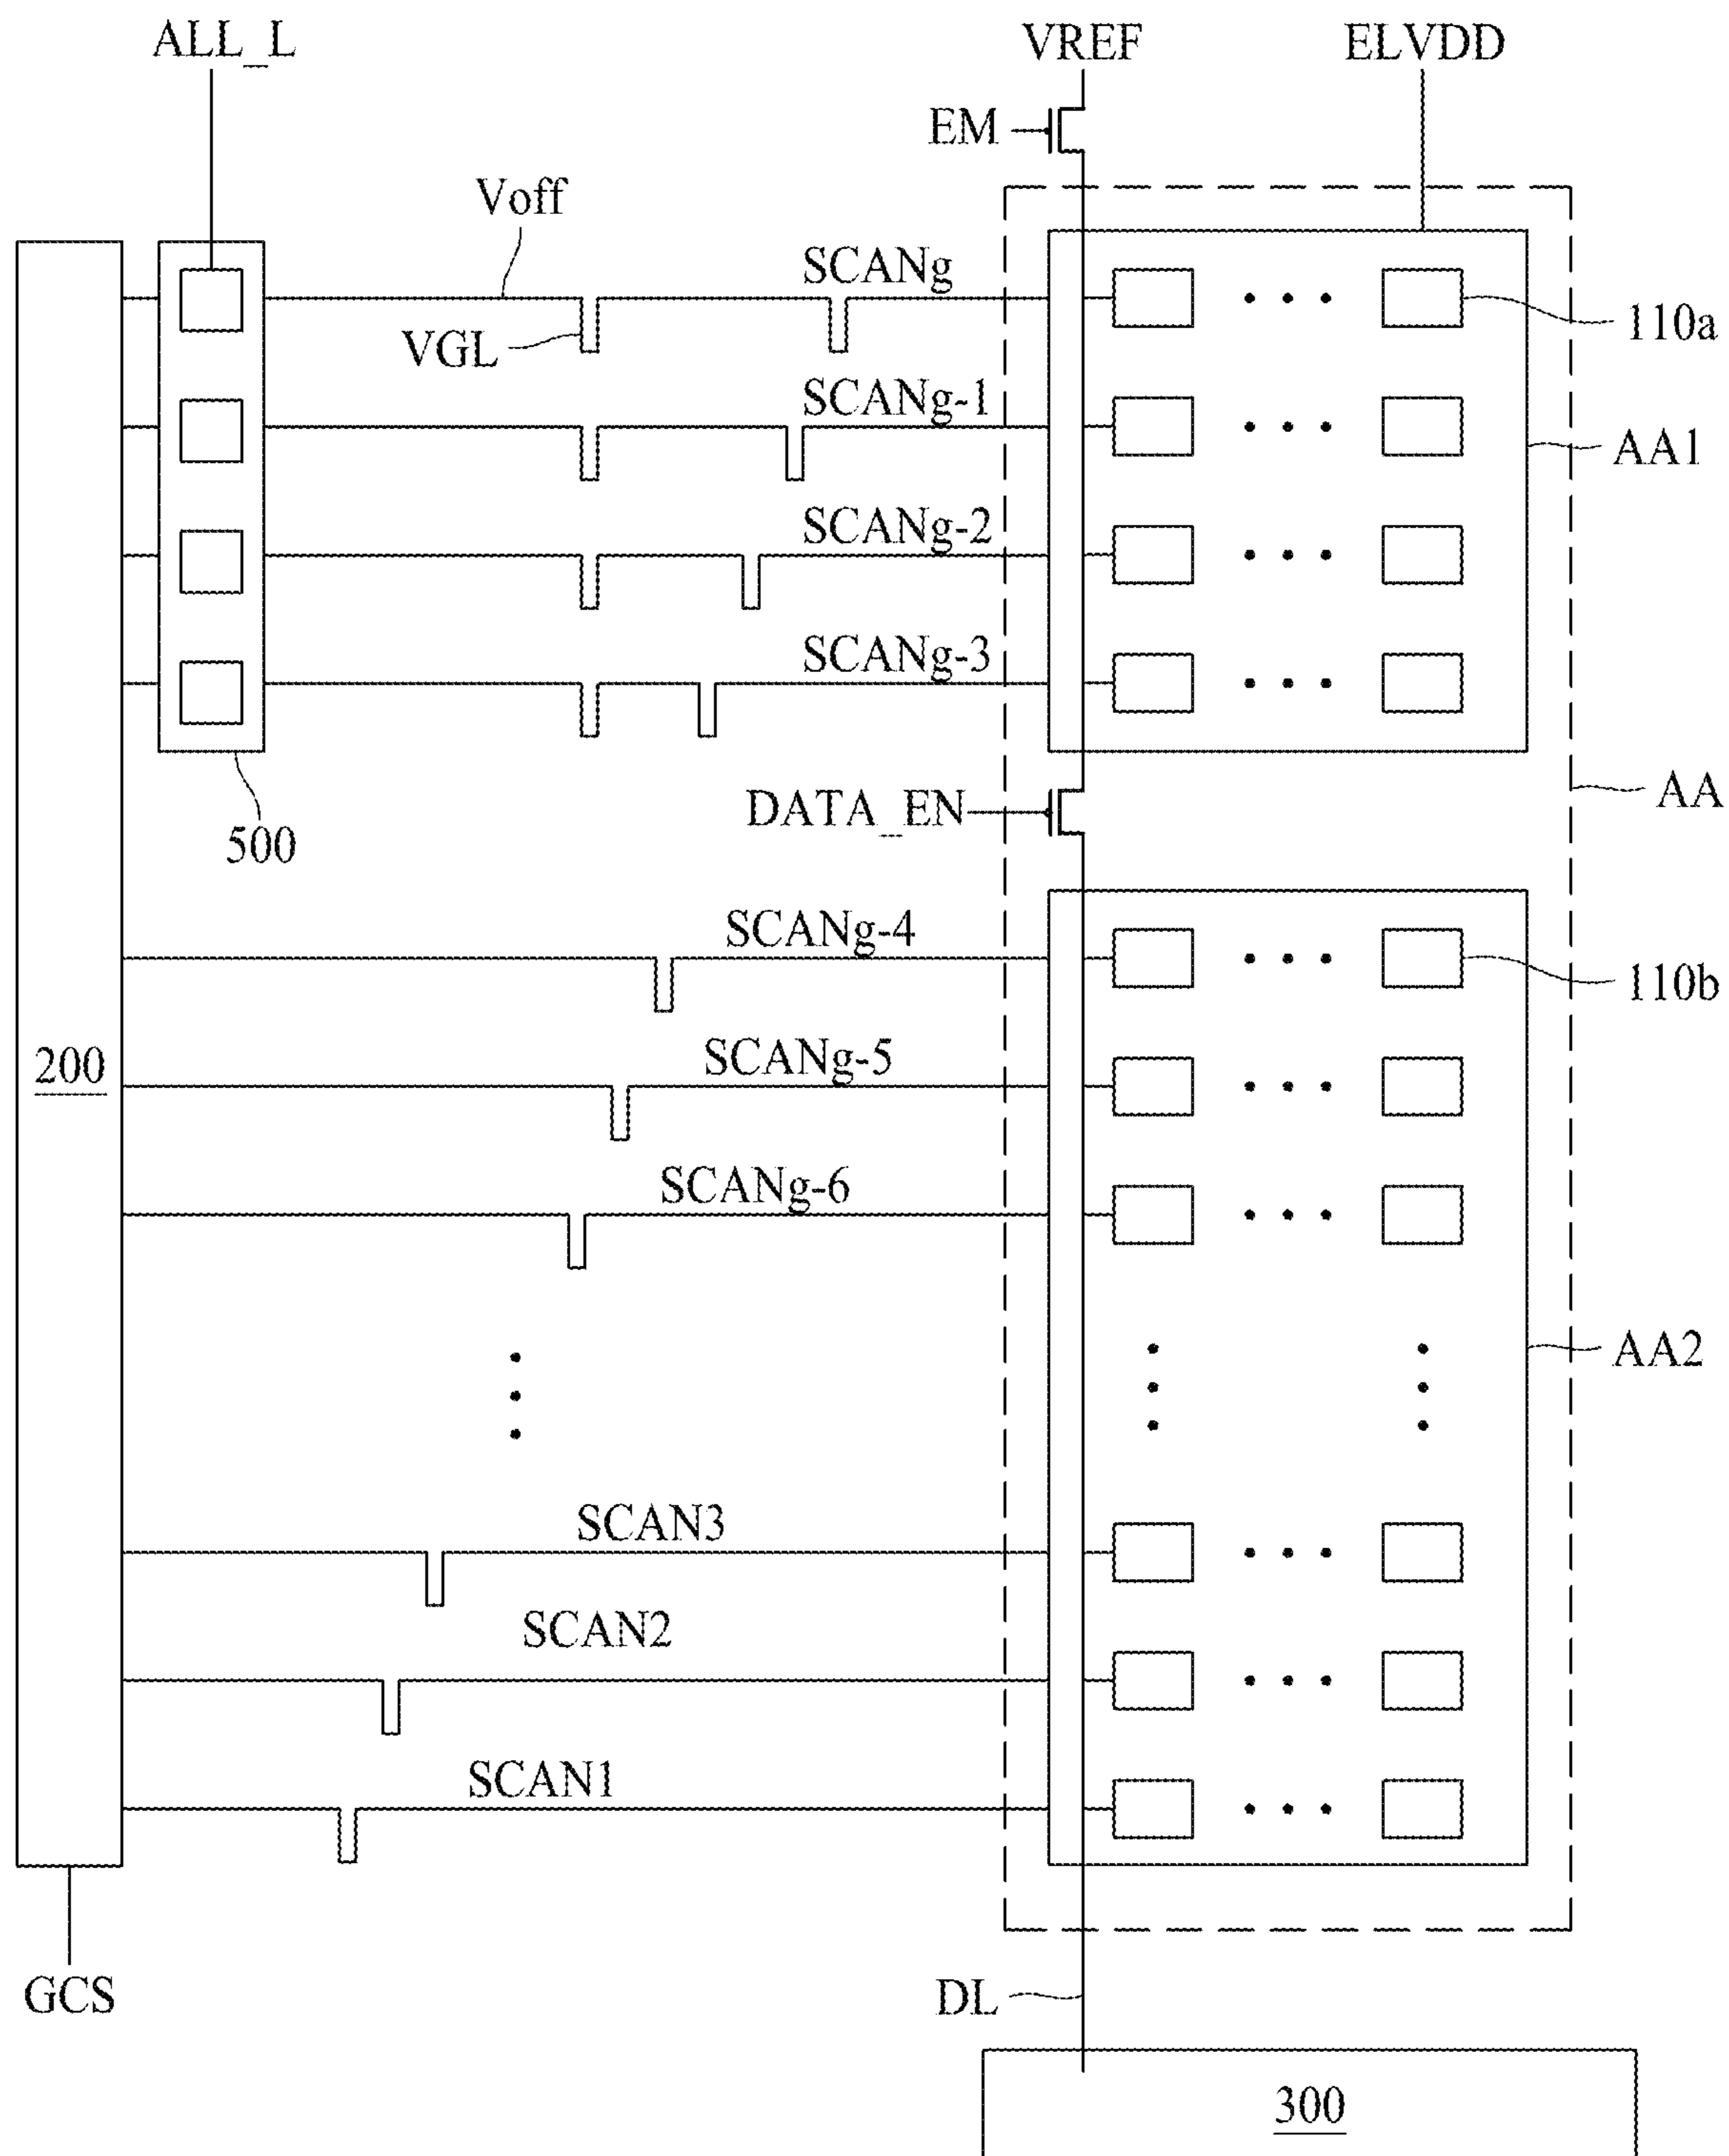 ALL_L
VREF
ELVDD
EM
Voff
SCANg
VGL
110a
SCANg-1
AA1
SCANg-2
SCANg-3
AA
DATA_EN
500
SCANg-4
110b
200
SCANg-5
SCANg-6
AA2
SCAN3
SCAN2
SCAN1
GCS
DL
300